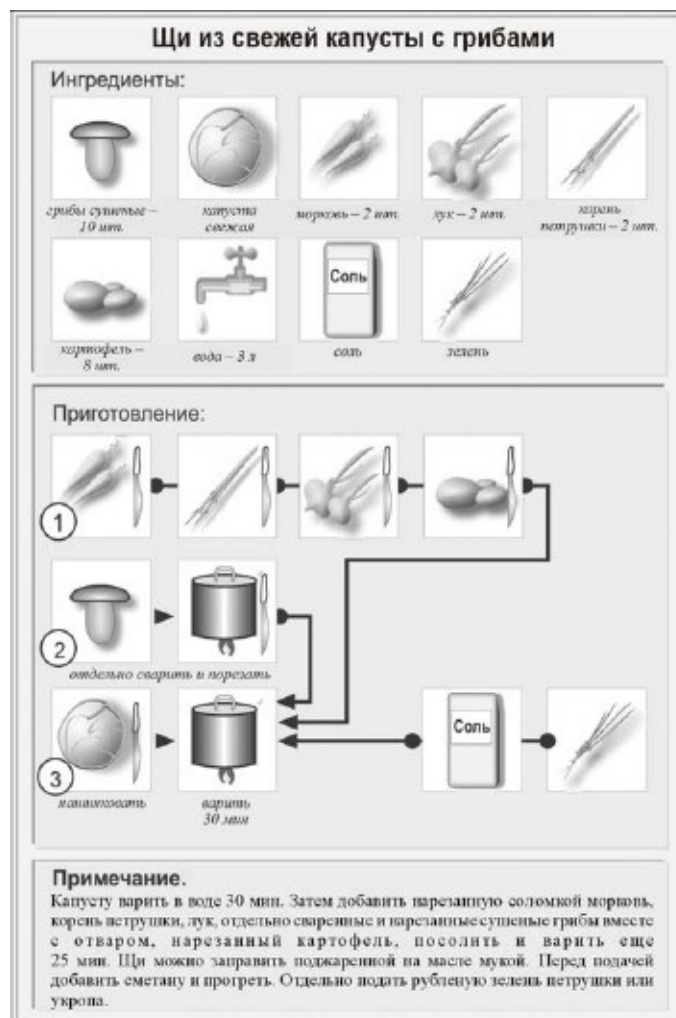 Щи из свежей капусты с грибами
Ингредиенты:
грибы сушеные –
10 шт.
капуста
свежая
морковь – 2 шт.
лук – 2 шт.
корень
петрушки – 2 шт.
Соль
картофель –
8 шт.
вода – 3 л
соль
зелень
Приготовление:
1
2
отдельно сварить и порезать
Соль
3
нашинковать
варить
30 мин
Примечание.
Капусту варить в воде 30 мин. Затем добавить нарезанную соломкой морковь,
корень петрушки, лук, отдельно сваренные и нарезанные сушеные грибы вместе
с отваром, нарезанный картофель, посолить и варить еще
25 мин. Щи можно заправить поджаренной на масле мукой. Перед подачей
добавить сметану и прогреть. Отдельно подать рубленую зелень петрушки или
укропа.